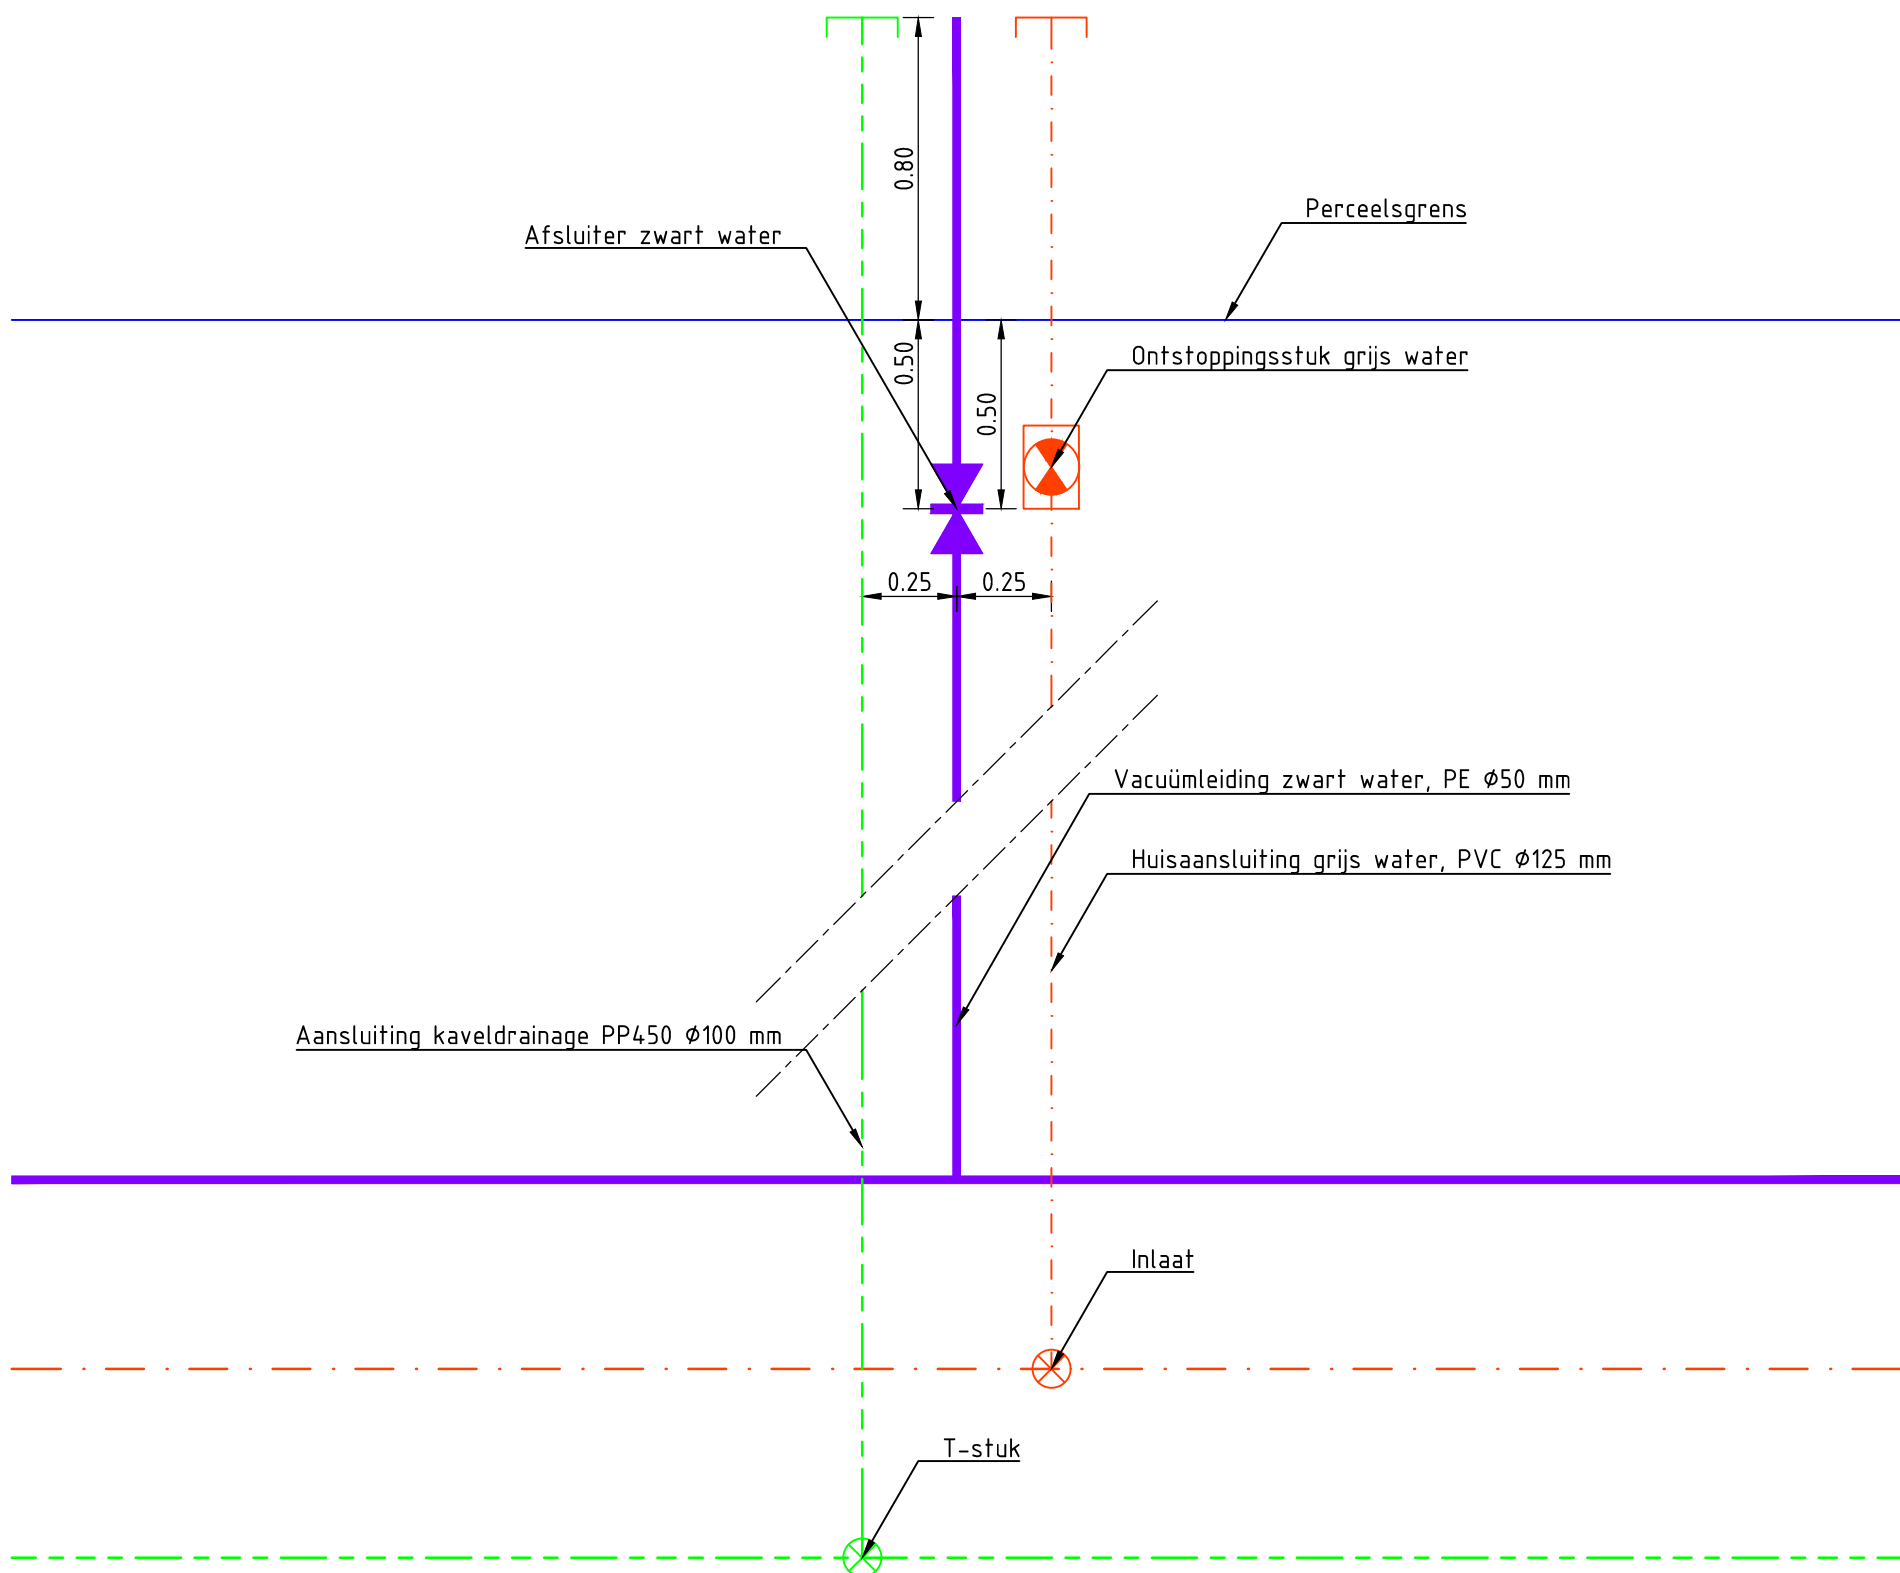 0.80
Perceelsgrens
Afsluiter zwart water
0.50
Ontstoppingsstuk grijs water
0.50
0.25
0.25
Vacuümleiding zwart water, PE Ø50 mm
Huisaansluiting grijs water, PVC Ø125 mm
Aansluiting kaveldrainage PP450 Ø100 mm
Inlaat
T-stuk